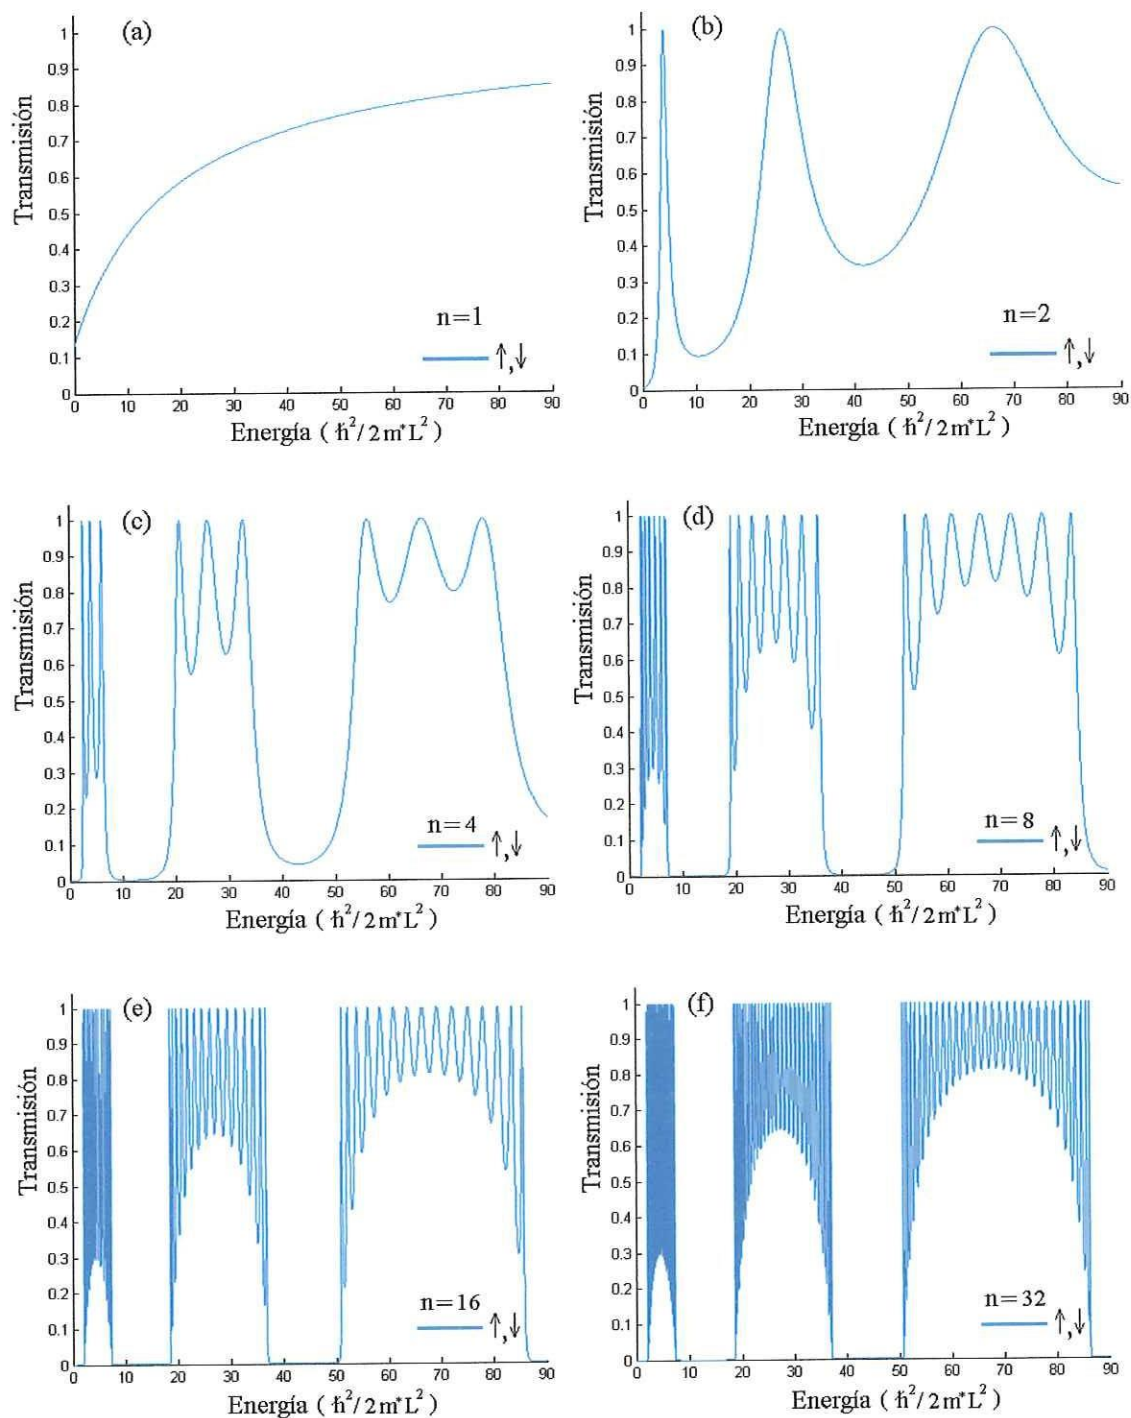 (a)
Transmisión
1
0.9
0.8
0.7
0.6
0.5
0.4
0.3
0.2
0.1
0
n=1
↑,↓
0 10 20 30 40 50 60 70 80 90
Energía (ℏ²/2m*L²)
(b)
Transmisión
1
0.9
0.8
0.7
0.6
0.5
0.4
0.3
0.2
0.1
0
n=2
↑,↓
0 10 20 30 40 50 60 70 80 90
Energía (ℏ²/2m*L²)
(c)
Transmisión
1
0.9
0.8
0.7
0.6
0.5
0.4
0.3
0.2
0.1
0
n=4
↑,↓
0 10 20 30 40 50 60 70 80 90
Energía (ℏ²/2m*L²)
(d)
Transmisión
1
0.9
0.8
0.7
0.6
0.5
0.4
0.3
0.2
0.1
0
n=8
↑,↓
0 10 20 30 40 50 60 70 80 90
Energía (ℏ²/2m*L²)
(e)
Transmisión
1
0.9
0.8
0.7
0.6
0.5
0.4
0.3
0.2
0.1
0
n=16
↑,↓
0 10 20 30 40 50 60 70 80 90
Energía (ℏ²/2m*L²)
(f)
Transmisión
1
0.9
0.8
0.7
0.6
0.5
0.4
0.3
0.2
0.1
0
n=32
↑,↓
0 10 20 30 40 50 60 70 80 90
Energía (ℏ²/2m*L²)